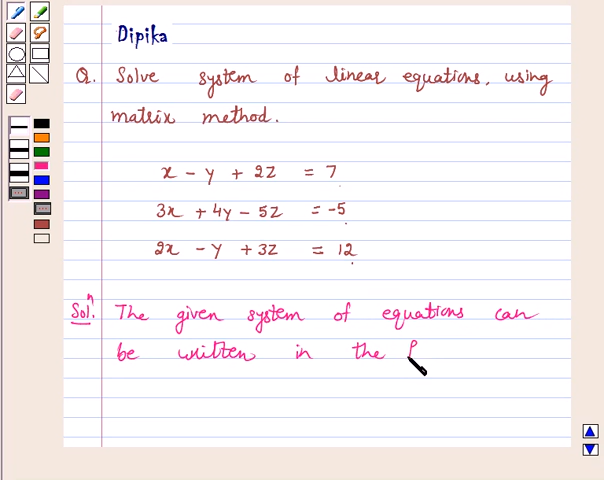 Dipika
Q. Solve system of linear equations, using
matrix method.
x - y + 2z = 7
3x + 4y - 5z = -5
2x - y + 3z = 12
Solⁿ. The given system of equations can
be written in the